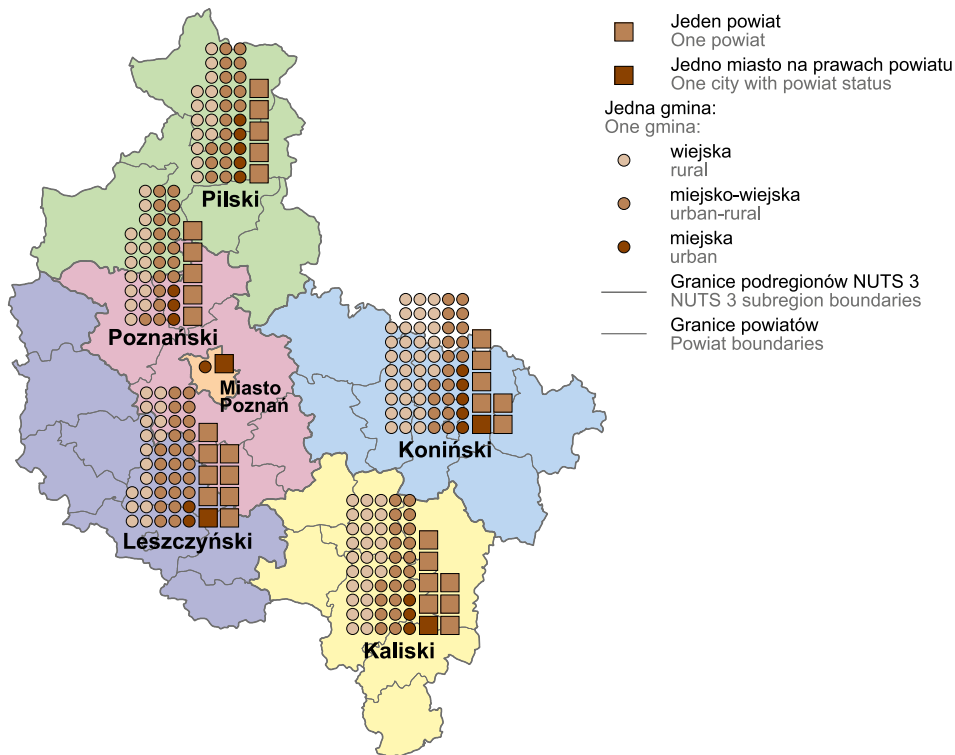 Jeden powiat
One powiat
Jedno miasto na prawach powiatu
One city with powiat status
Jedna gmina:
One gmina:
wiejska
rural
miejsko-wiejska
urban-rural
miejska
urban
Granice podregionów NUTS 3
NUTS 3 subregion boundaries
Granice powiatów
Powiat boundaries
Pilski
Poznański
Miasto
Poznań
Koniński
Leszczyński
Kaliski